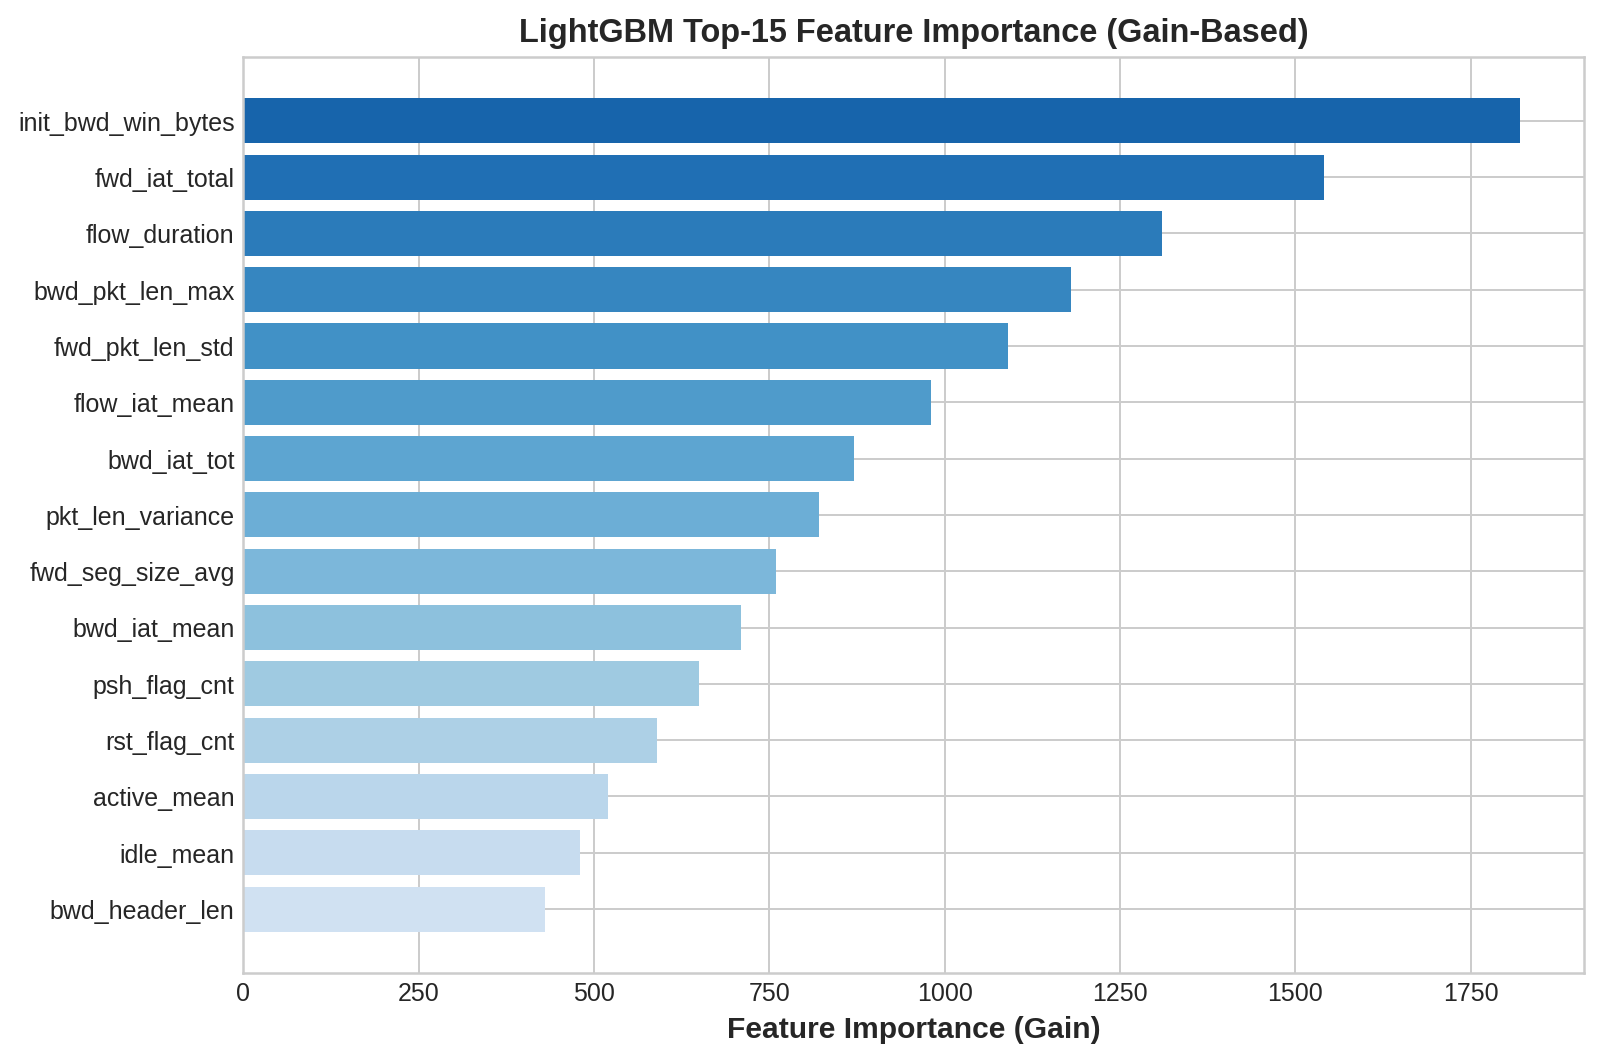 LightGBM Top-15 Feature Importance (Gain-Based)
init_bwd_win_bytes
fwd_iat_total
flow_duration
bwd_pkt_len_max
fwd_pkt_len_std
flow_iat_mean
bwd_iat_tot
pkt_len_variance
fwd_seg_size_avg
bwd_iat_mean
psh_flag_cnt
rst_flag_cnt
active_mean
idle_mean
bwd_header_len
0 250 500 750 1000 1250 1500 1750
Feature Importance (Gain)